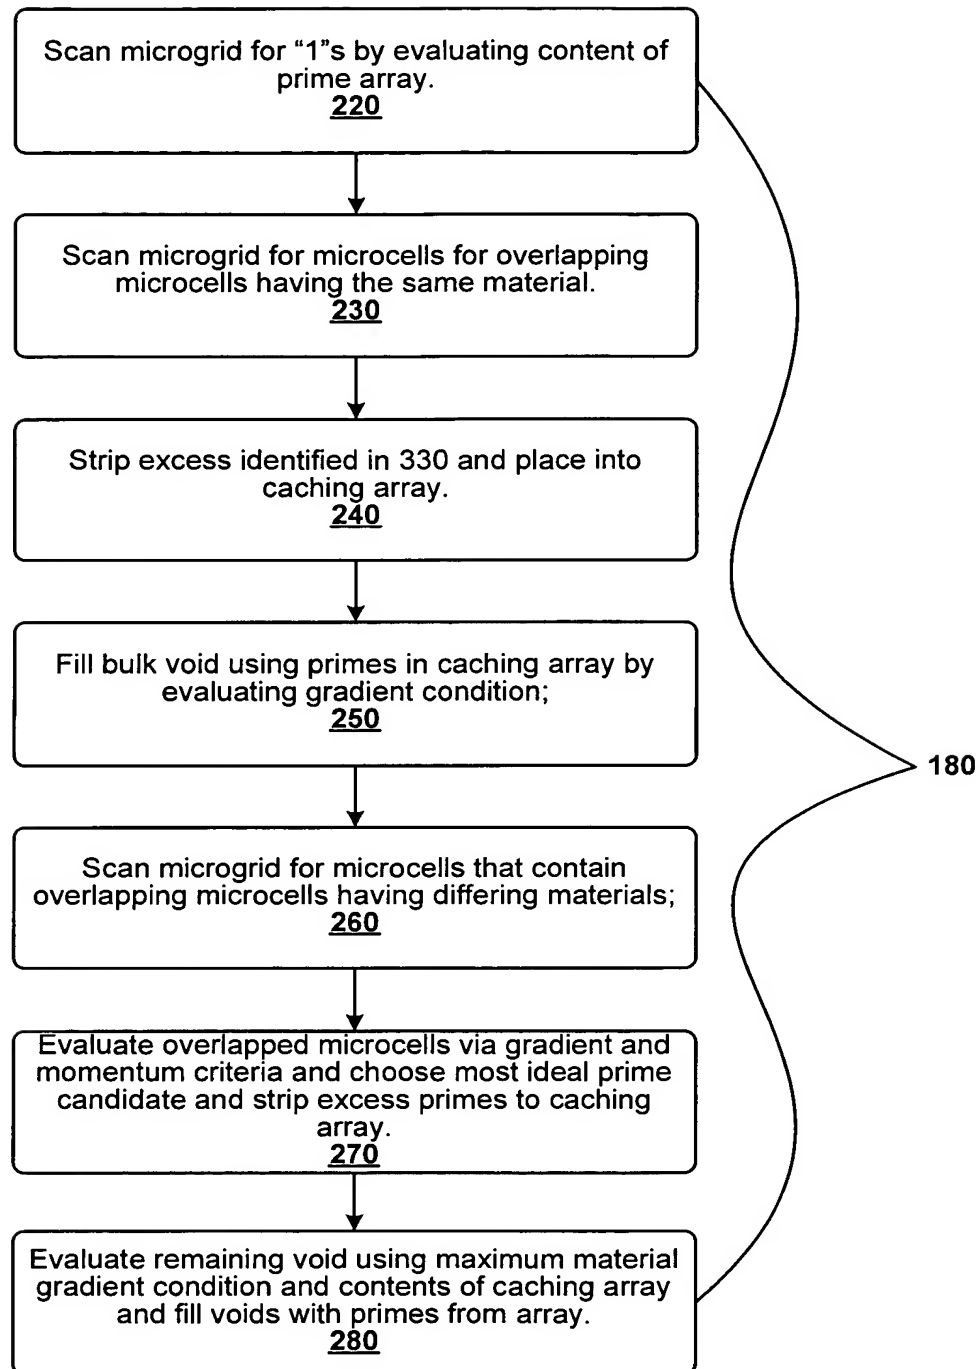 Scan microgrid for “1”s by evaluating content of
prime array.
220
Scan microgrid for microcells for overlapping
microcells having the same material.
230
Strip excess identified in 330 and place into
caching array.
240
Fill bulk void using primes in caching array by
evaluating gradient condition;
250
180
Scan microgrid for microcells that contain
overlapping microcells having differing materials;
260
Evaluate overlapped microcells via gradient and
momentum criteria and choose most ideal prime
candidate and strip excess primes to caching
array.
270
Evaluate remaining void using maximum material
gradient condition and contents of caching array
and fill voids with primes from array.
280